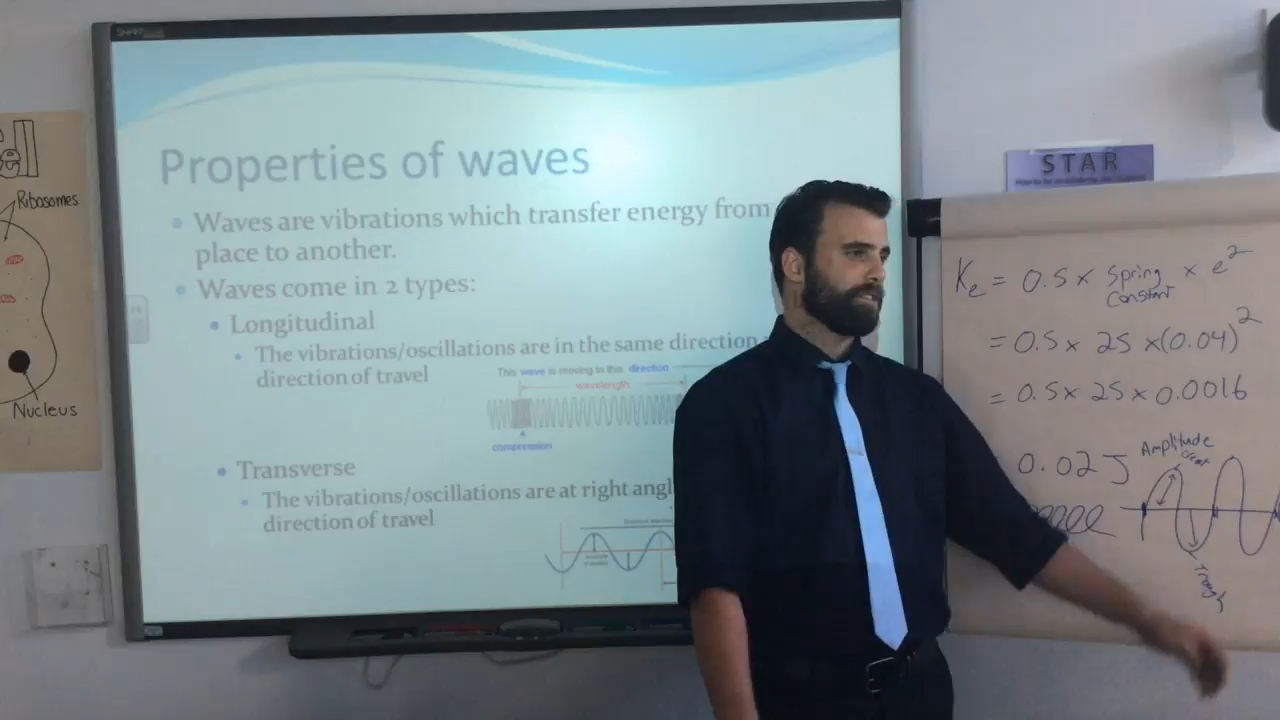 Cell
Ribosomes
Nucleus
SMART
Properties of waves
Waves are vibrations which transfer energy from
place to another.
Waves come in 2 types:
Longitudinal
The vibrations/oscillations are in the same direction
direction of travel
This wave is moving in this direction
wavelength
compression
Transverse
The vibrations/oscillations are at right angl
direction of travel
STAR
Ke = 0.5 x Spring Constant x e²
= 0.5 x 25 x (0.04)²
= 0.5 x 25 x 0.0016
0.02 J
Amplitude
crest
Trough